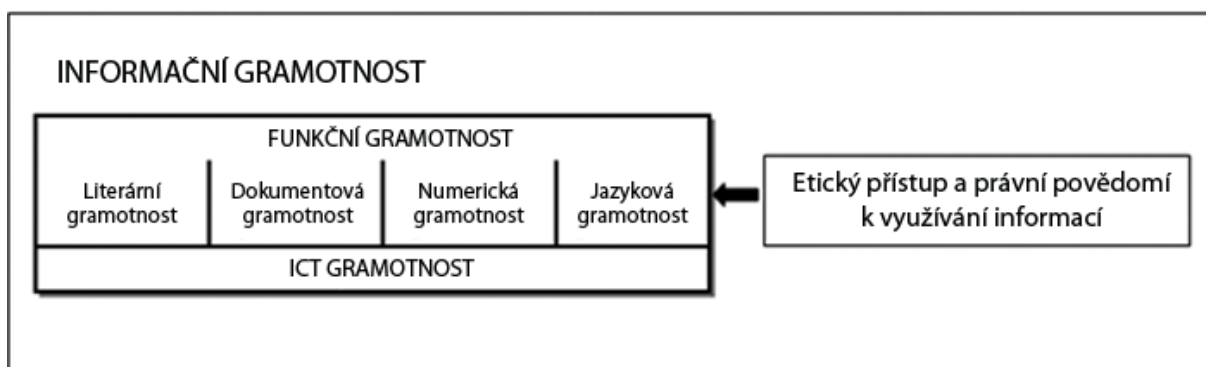 INFORMAČNÍ GRAMOTNOST
FUNKČNÍ GRAMOTNOST
Literární
gramotnost
Dokumentová
gramotnost
Numerická
gramotnost
Jazyková
gramotnost
ICT GRAMOTNOST
Etický přístup a právní povědomí
k využívání informací